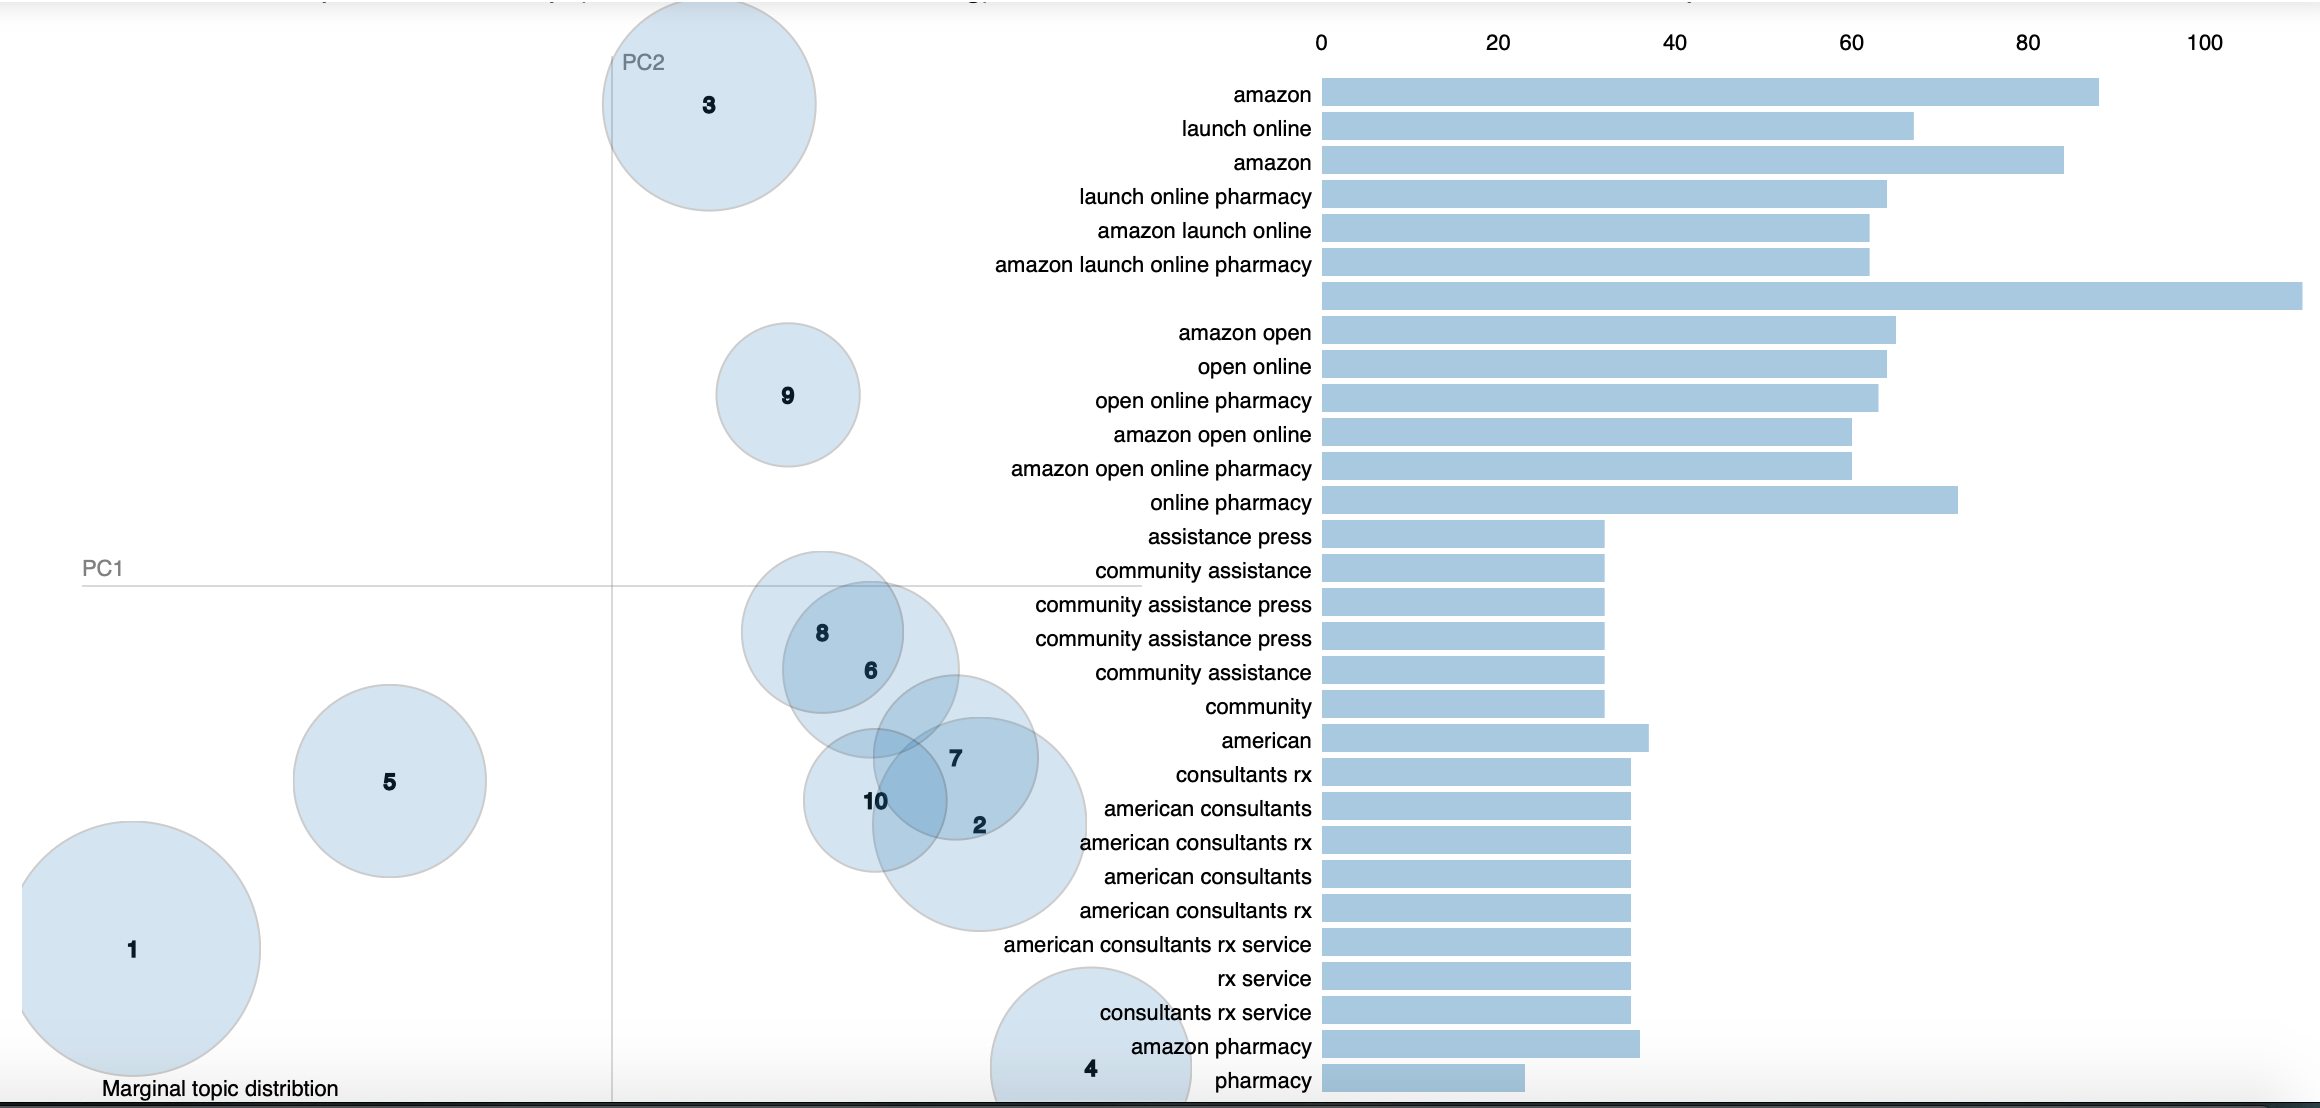 PC2
3
9
PC1
8
6
7
5
10
2
1
4
Marginal topic distribtion
0 20 40 60 80 100
amazon
launch online
amazon
launch online pharmacy
amazon launch online
amazon launch online pharmacy
amazon open
open online
open online pharmacy
amazon open online
amazon open online pharmacy
online pharmacy
assistance press
community assistance
community assistance press
community assistance press
community assistance
community
american
consultants rx
american consultants
american consultants rx
american consultants
american consultants rx
american consultants rx service
rx service
consultants rx service
amazon pharmacy
pharmacy